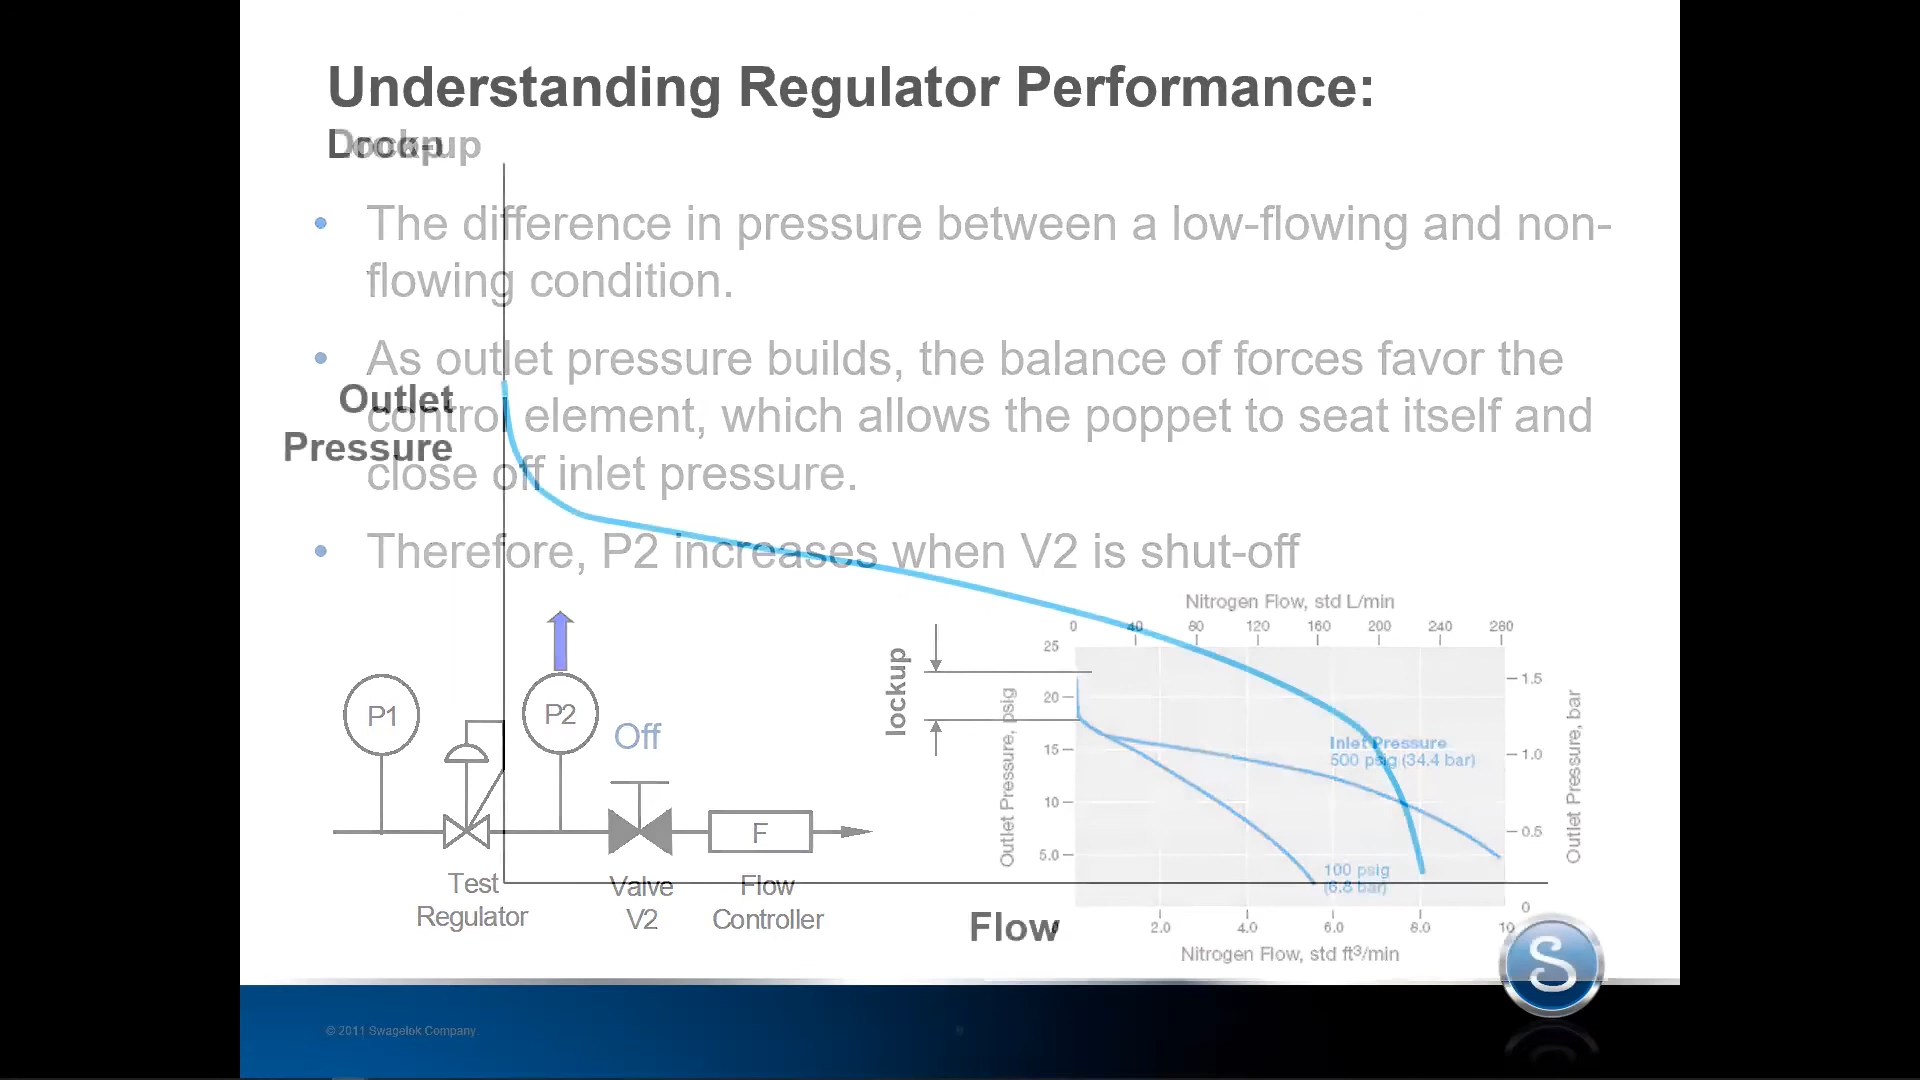 Understanding Regulator Performance:
Lock-up
Droop
• The difference in pressure between a low-flowing and non-
flowing condition.
• As outlet pressure builds, the balance of forces favor the
control element, which allows the poppet to seat itself and
close off inlet pressure.
Outlet
Pressure
• Therefore, P2 increases when V2 is shut-off
P1
P2
Off
F
Test
Regulator
Valve
V2
Flow
Controller
lockup
Nitrogen Flow, std L/min
0 40 80 120 160 200 240 280
Outlet Pressure, psig
25
20
15
10
5.0
Inlet Pressure
500 psig (34.4 bar)
100 psig
(6.8 bar)
1.5
1.0
0.5
0
Outlet Pressure, bar
Flow
0 2.0 4.0 6.0 8.0 10
Nitrogen Flow, std ft³/min
S
© 2011 Swagelok Company